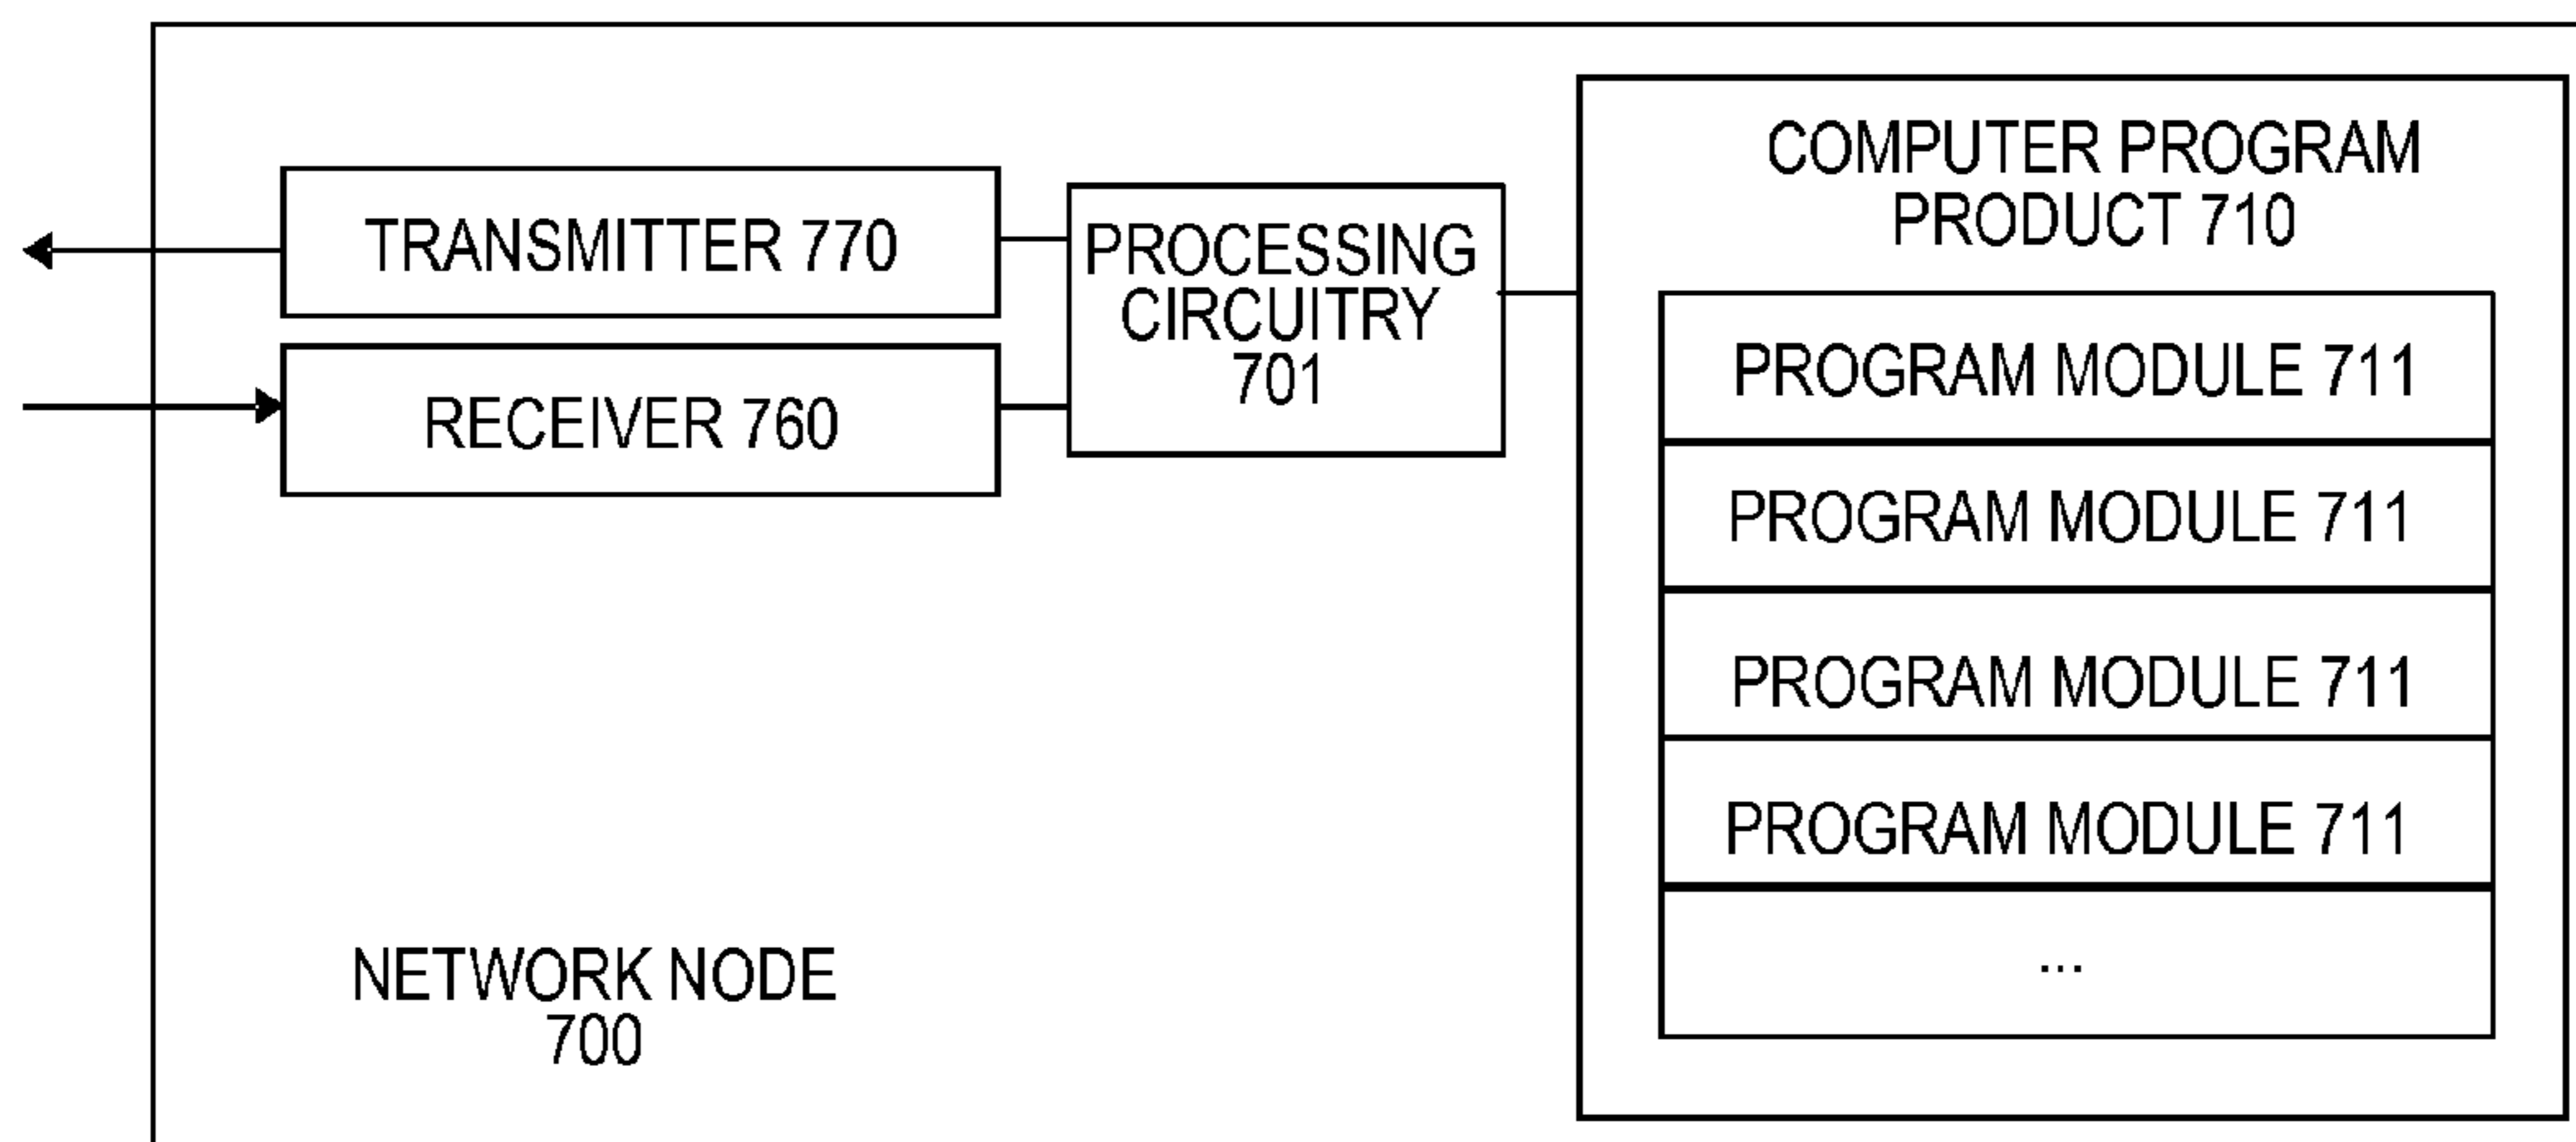 COMPUTER PROGRAM
PRODUCT 710
TRANSMITTER 770
PROCESSING
CIRCUITRY
701
RECEIVER 760
PROGRAM MODULE 711
PROGRAM MODULE 711
PROGRAM MODULE 711
PROGRAM MODULE 711
...
NETWORK NODE
700